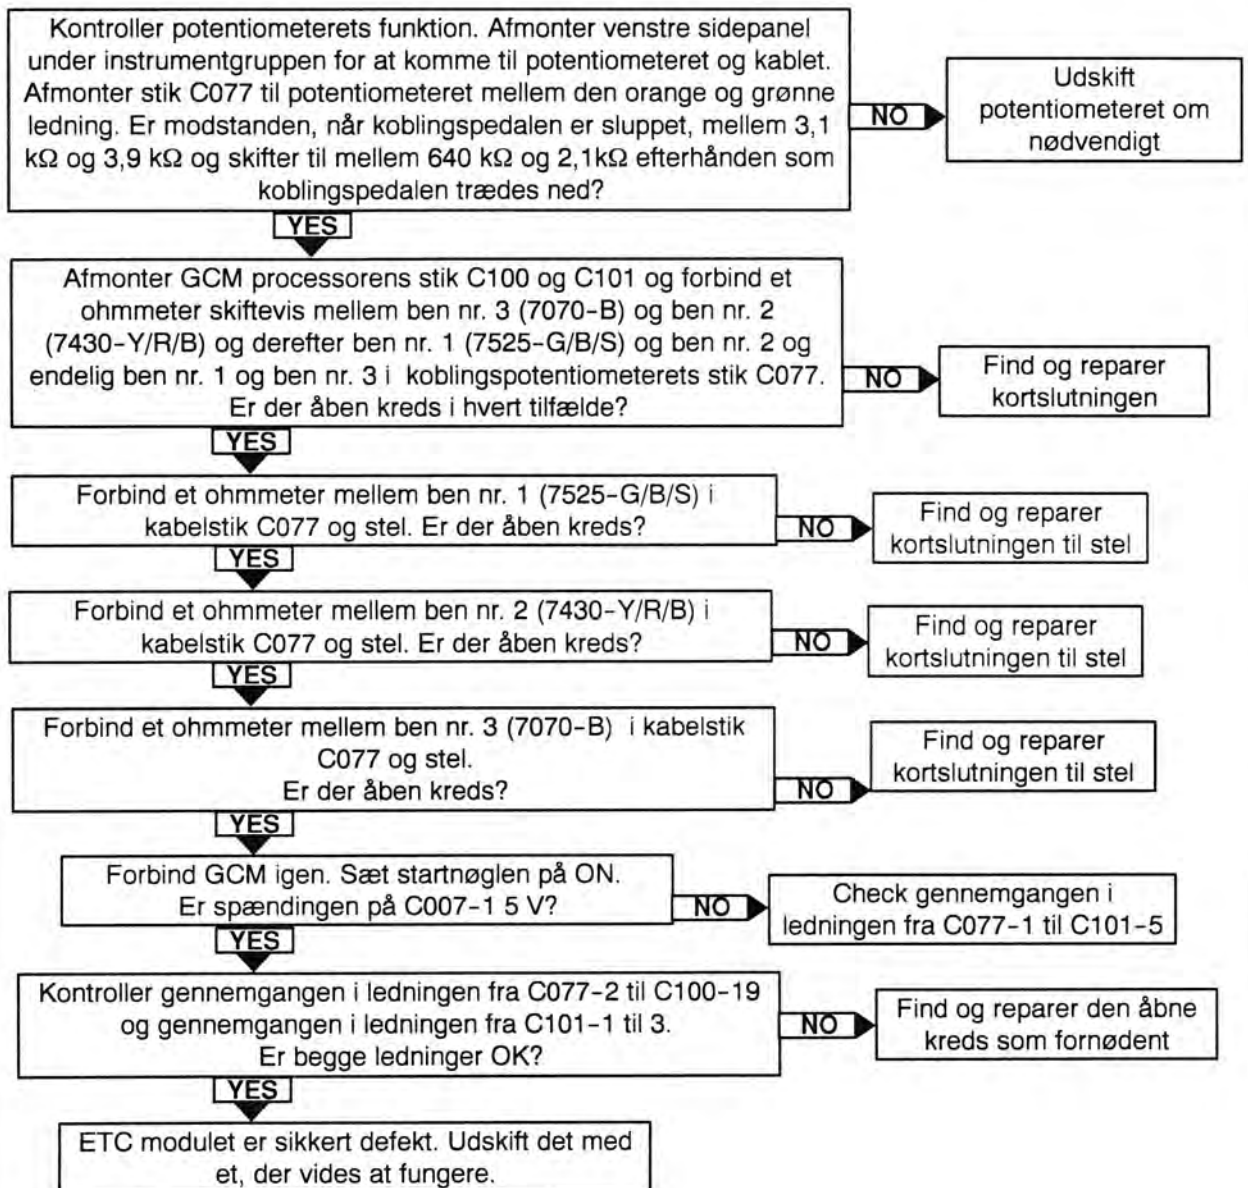 Kontroller potentiometerets funktion. Afmonter venstre sidepanel
under instrumentgruppen for at komme til potentiometeret og kablet.
Afmonter stik C077 til potentiometeret mellem den orange og grønne
ledning. Er modstanden, når koblingspedalen er sluppet, mellem 3,1
kΩ og 3,9 kΩ og skifter til mellem 640 kΩ og 2,1kΩ efterhånden som
koblingspedalen trædes ned?
NO
Udskift
potentiometeret om
nødvendigt
YES
Afmonter GCM processorens stik C100 og C101 og forbind et
ohmmeter skiftevis mellem ben nr. 3 (7070-B) og ben nr. 2
(7430-Y/R/B) og derefter ben nr. 1 (7525-G/B/S) og ben nr. 2 og
endelig ben nr. 1 og ben nr. 3 i koblingspotentiometerets stik C077.
Er der åben kreds i hvert tilfælde?
NO
Find og reparer
kortslutningen
YES
Forbind et ohmmeter mellem ben nr. 1 (7525-G/B/S) i
kabelstik C077 og stel. Er der åben kreds?
NO
Find og reparer
kortslutningen til stel
YES
Forbind et ohmmeter mellem ben nr. 2 (7430-Y/R/B) i
kabelstik C077 og stel. Er der åben kreds?
NO
Find og reparer
kortslutningen til stel
YES
Forbind et ohmmeter mellem ben nr. 3 (7070-B) i kabelstik
C077 og stel.
Er der åben kreds?
NO
Find og reparer
kortslutningen til stel
YES
Forbind GCM igen. Sæt startnøglen på ON.
Er spændingen på C007-1 5 V?
NO
Check gennemgangen i
ledningen fra C077-1 til C101-5
YES
Kontroller gennemgangen i ledningen fra C077-2 til C100-19
og gennemgangen i ledningen fra C101-1 til 3.
Er begge ledninger OK?
NO
Find og reparer den åbne
kreds som fornødent
YES
ETC modulet er sikkert defekt. Udskift det med
et, der vides at fungere.